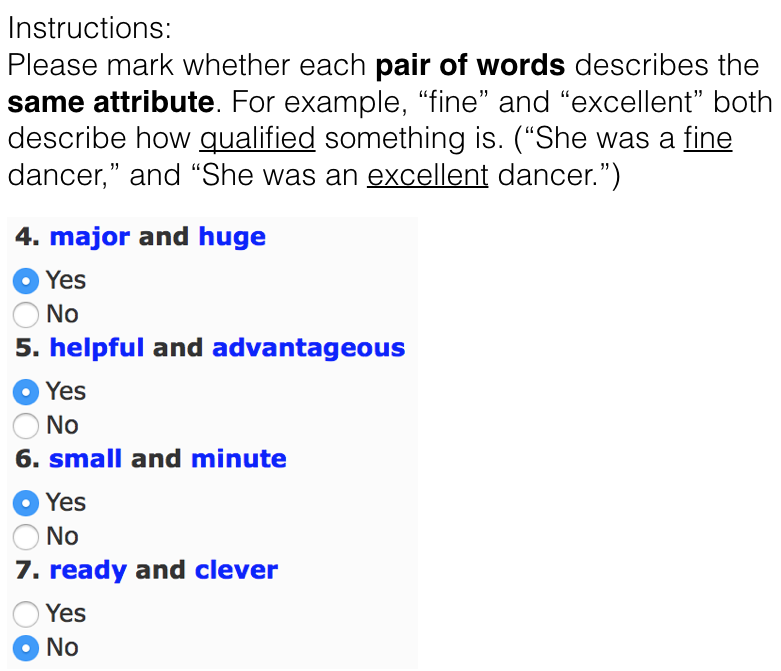 Instructions:
Please mark whether each pair of words describes the
same attribute. For example, “fine” and “excellent” both
describe how qualified something is. (“She was a fine
dancer,” and “She was an excellent dancer.”)
4. major and huge
Yes
No
5. helpful and advantageous
Yes
No
6. small and minute
Yes
No
7. ready and clever
Yes
No